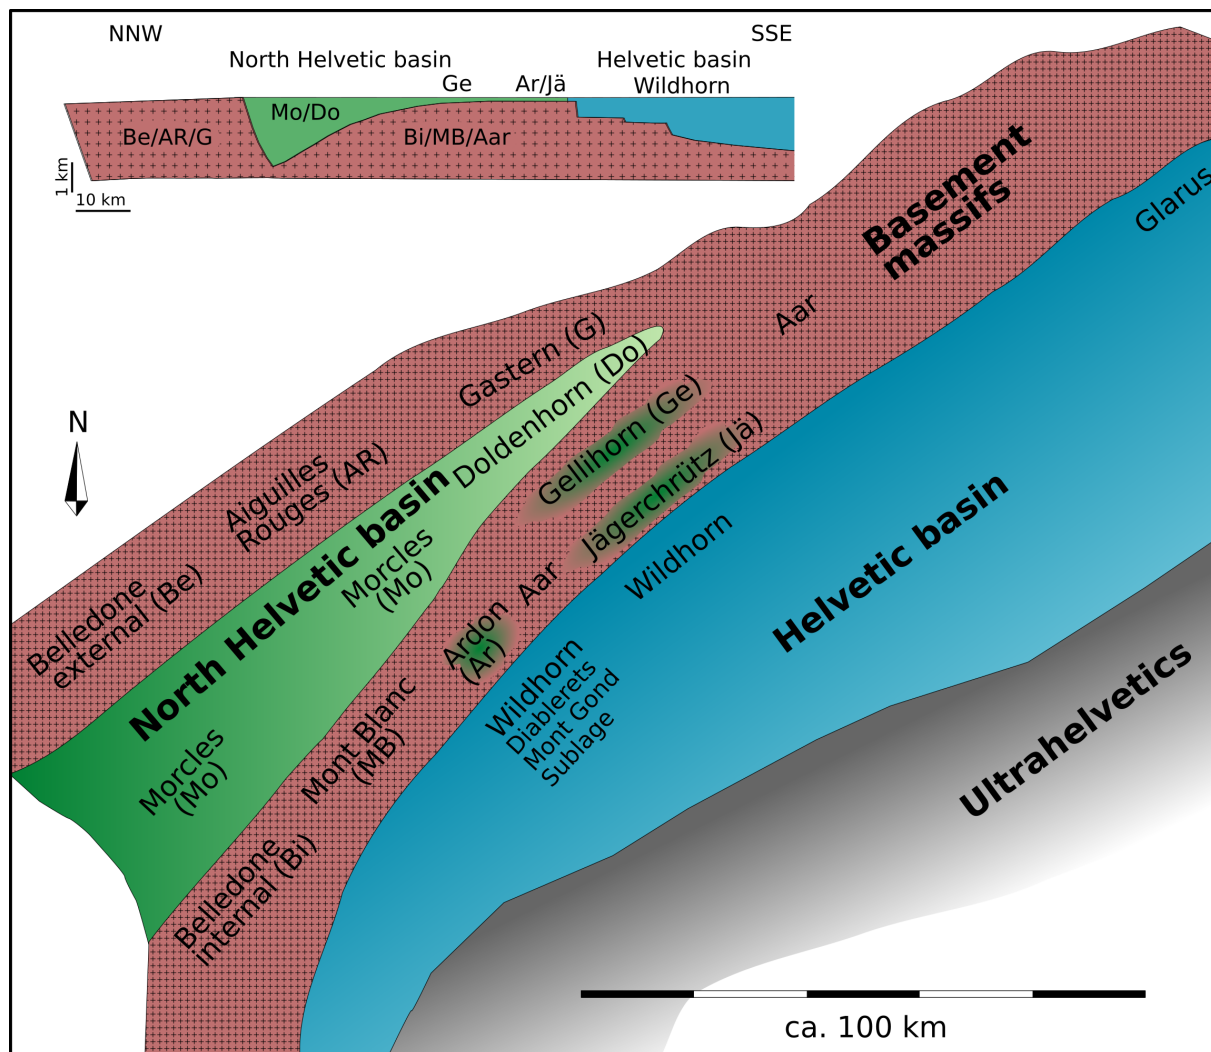 NNW
SSE
North Helvetic basin
Helvetic basin
Wildhorn
Ge
Ar/Jä
Mo/Do
Be/AR/G
Bi/MB/Aar
1 km
10 km
Basement
massifs
Glarus
Aar
Gastern (G)
Doldenhorn (Do)
Gellihorn (Ge)
Jägerchrütz (Jä)
N
Aiguilles
Rouges (AR)
North Helvetic basin
Morcles
(Mo)
Wildhorn
Helvetic basin
Aar
Belledone
external (Be)
Ardon
(Ar)
Wildhorn
Diablerets
Mont Gond
Sublage
Mont Blanc
(MB)
Morcles
(Mo)
Ultrahelvetics
Belledone
internal (Bi)
ca. 100 km